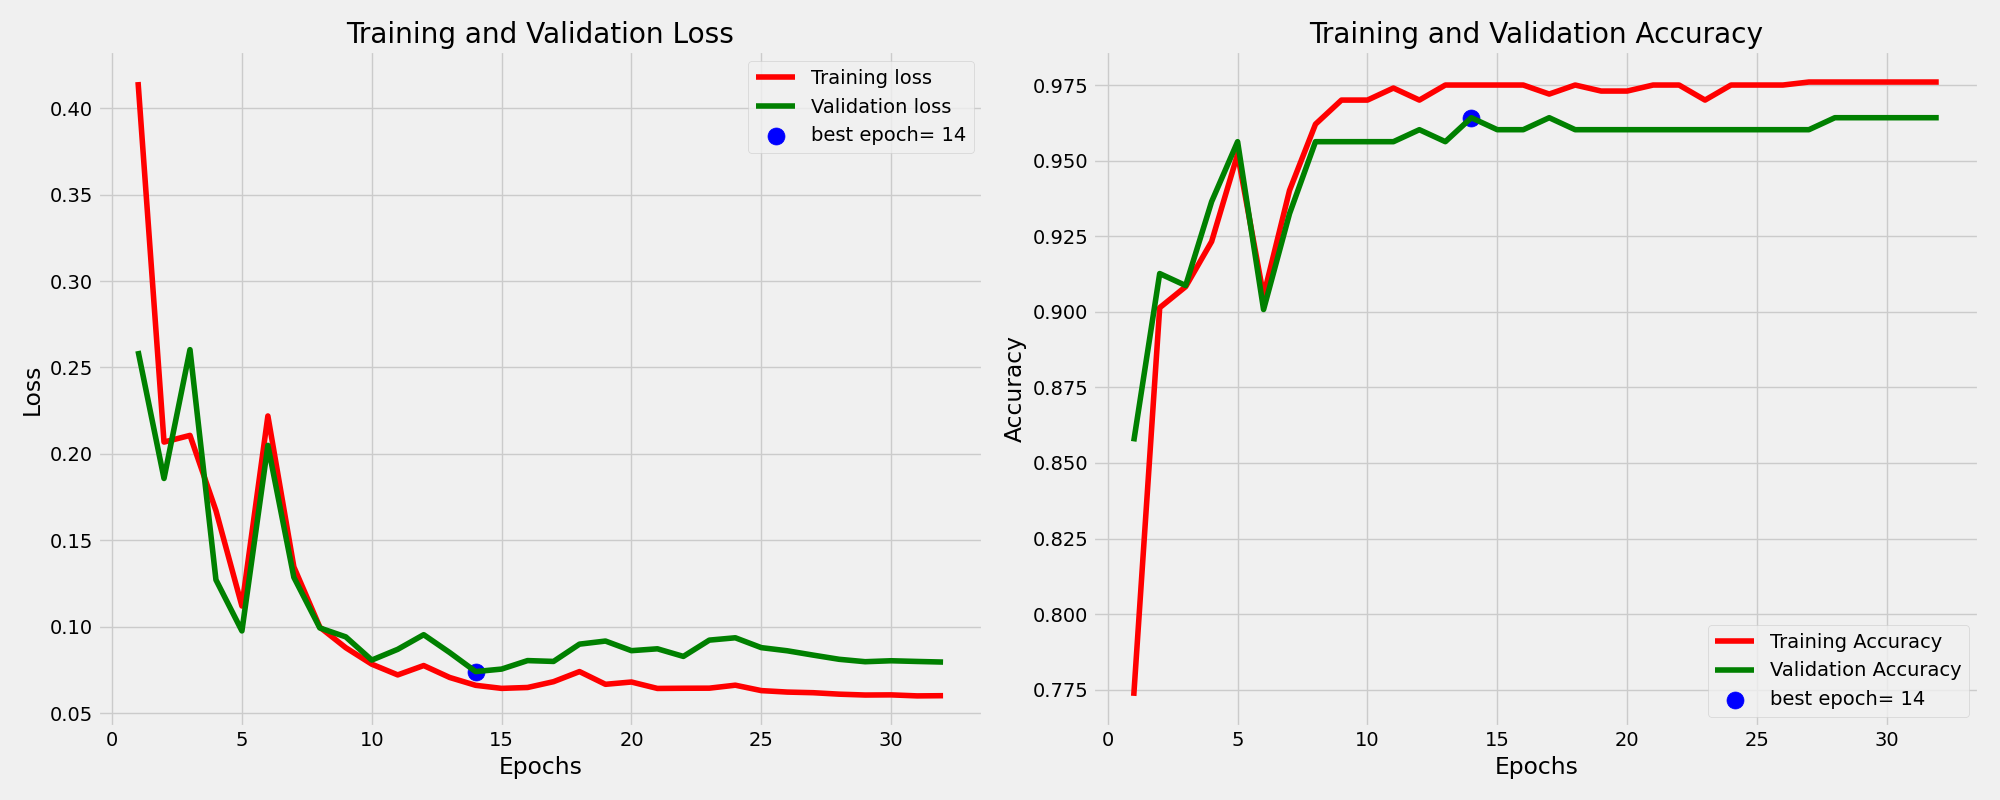 Training and Validation Loss
Training loss
Validation loss
best epoch= 14
0.40
0.35
0.30
0.25
0.20
0.15
0.10
0.05
Loss
0 5 10 15 20 25 30
Epochs
Training and Validation Accuracy
0.975
0.950
0.925
0.900
0.875
0.850
0.825
0.800
0.775
Accuracy
Training Accuracy
Validation Accuracy
best epoch= 14
0 5 10 15 20 25 30
Epochs